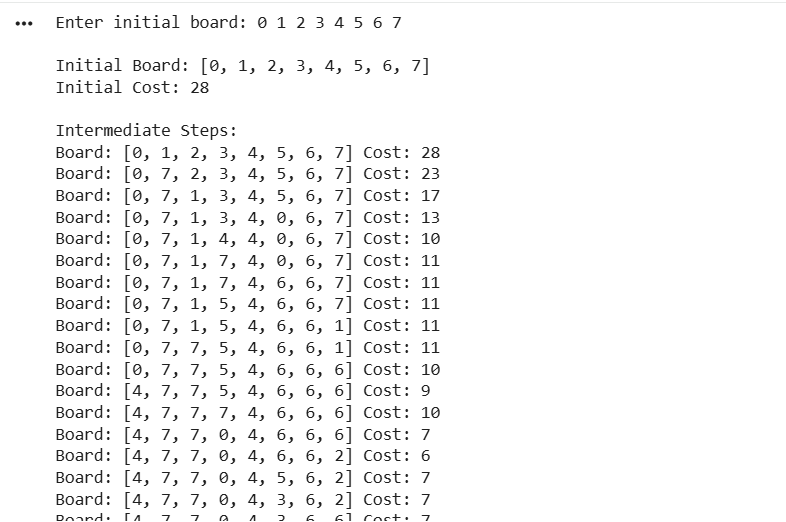 ••• Enter initial board: 0 1 2 3 4 5 6 7
Initial Board: [0, 1, 2, 3, 4, 5, 6, 7]
Initial Cost: 28
Intermediate Steps:
Board: [0, 1, 2, 3, 4, 5, 6, 7] Cost: 28
Board: [0, 7, 2, 3, 4, 5, 6, 7] Cost: 23
Board: [0, 7, 1, 3, 4, 5, 6, 7] Cost: 17
Board: [0, 7, 1, 3, 4, 0, 6, 7] Cost: 13
Board: [0, 7, 1, 4, 4, 0, 6, 7] Cost: 10
Board: [0, 7, 1, 7, 4, 0, 6, 7] Cost: 11
Board: [0, 7, 1, 7, 4, 6, 6, 7] Cost: 11
Board: [0, 7, 1, 5, 4, 6, 6, 7] Cost: 11
Board: [0, 7, 1, 5, 4, 6, 6, 1] Cost: 11
Board: [0, 7, 7, 5, 4, 6, 6, 1] Cost: 11
Board: [0, 7, 7, 5, 4, 6, 6, 6] Cost: 10
Board: [4, 7, 7, 5, 4, 6, 6, 6] Cost: 9
Board: [4, 7, 7, 7, 4, 6, 6, 6] Cost: 10
Board: [4, 7, 7, 0, 4, 6, 6, 6] Cost: 7
Board: [4, 7, 7, 0, 4, 6, 6, 2] Cost: 6
Board: [4, 7, 7, 0, 4, 5, 6, 2] Cost: 7
Board: [4, 7, 7, 0, 4, 3, 6, 2] Cost: 7